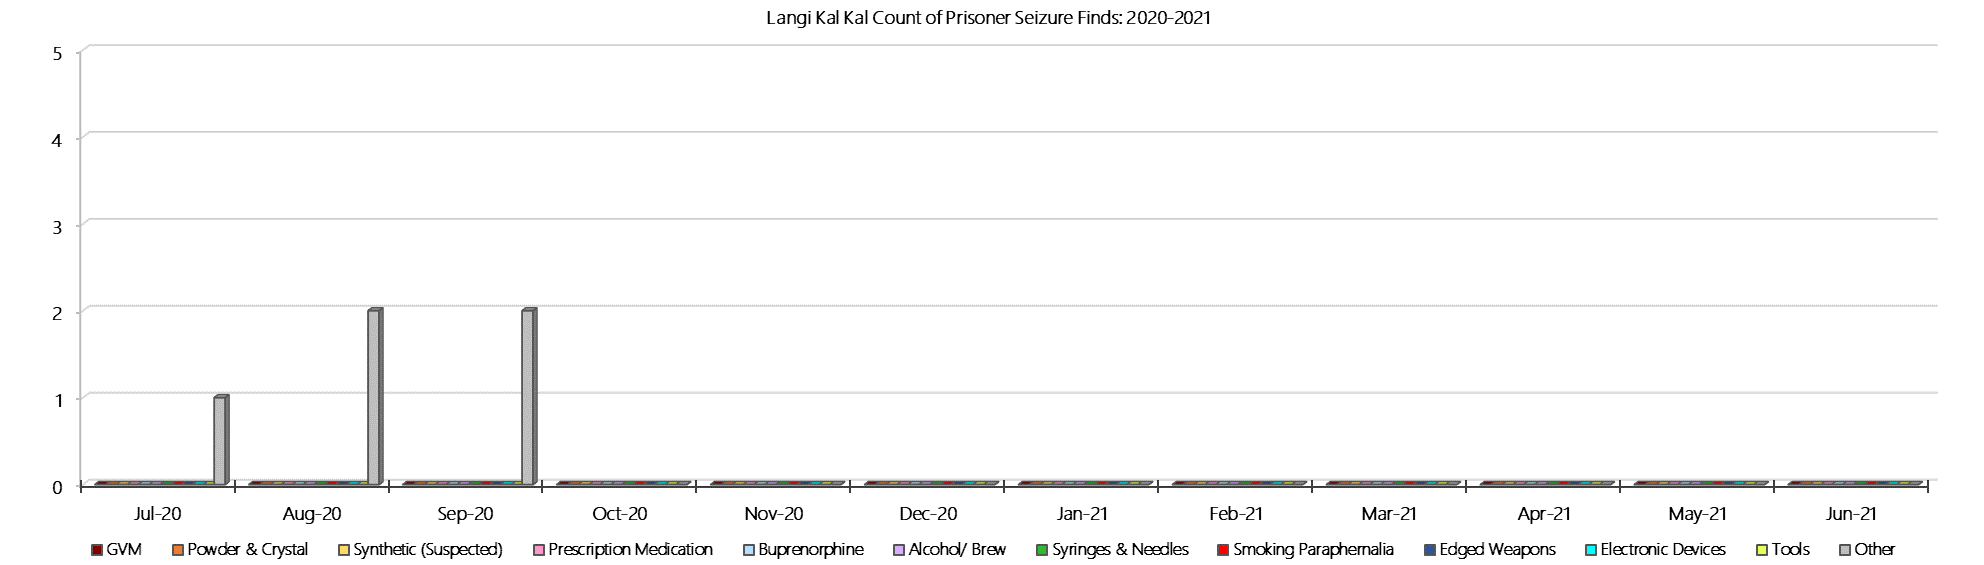 Langi Kal Kal Count of Prisoner Seizure Finds: 2020-2021
5
4
3
2
1
0
Jul-20 Aug-20 Sep-20 Oct-20 Nov-20 Dec-20 Jan-21 Feb-21 Mar-21 Apr-21 May-21 Jun-21
GVM Powder & Crystal Synthetic (Suspected) Prescription Medication Buprenorphine Alcohol/ Brew Syringes & Needles Smoking Paraphernalia Edged Weapons Electronic Devices Tools Other